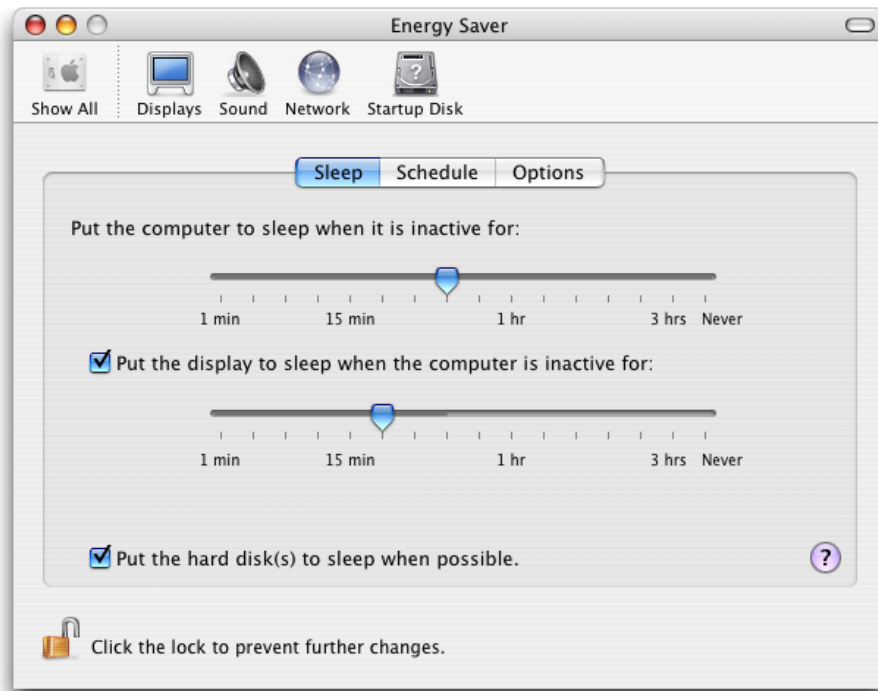 Energy Saver
Show All Displays Sound Network Startup Disk
Sleep Schedule Options
Put the computer to sleep when it is inactive for:
1 min 15 min 1 hr 3 hrs Never
Put the display to sleep when the computer is inactive for:
1 min 15 min 1 hr 3 hrs Never
Put the hard disk(s) to sleep when possible. ?
Click the lock to prevent further changes.